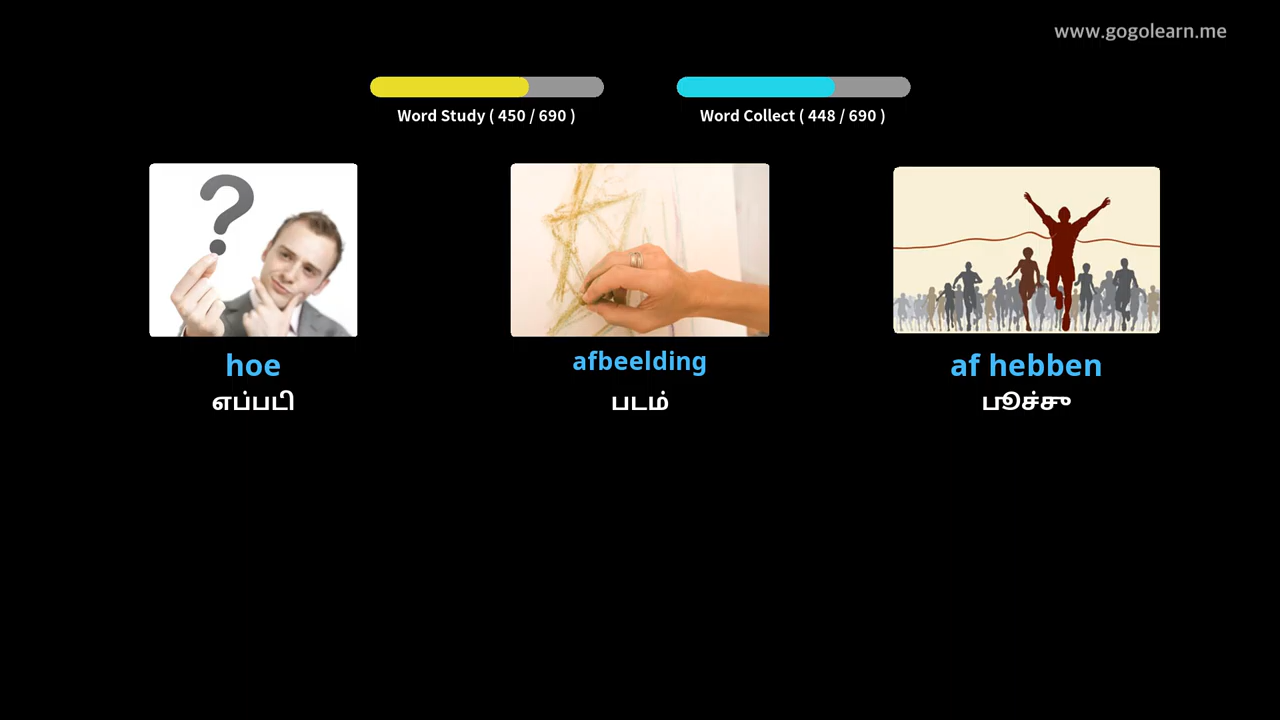 www.gogolearn.me
Word Study ( 450 / 690 )
Word Collect ( 448 / 690 )
hoe
afbeelding
af hebben
எப்படி
படம்
பூச்சு